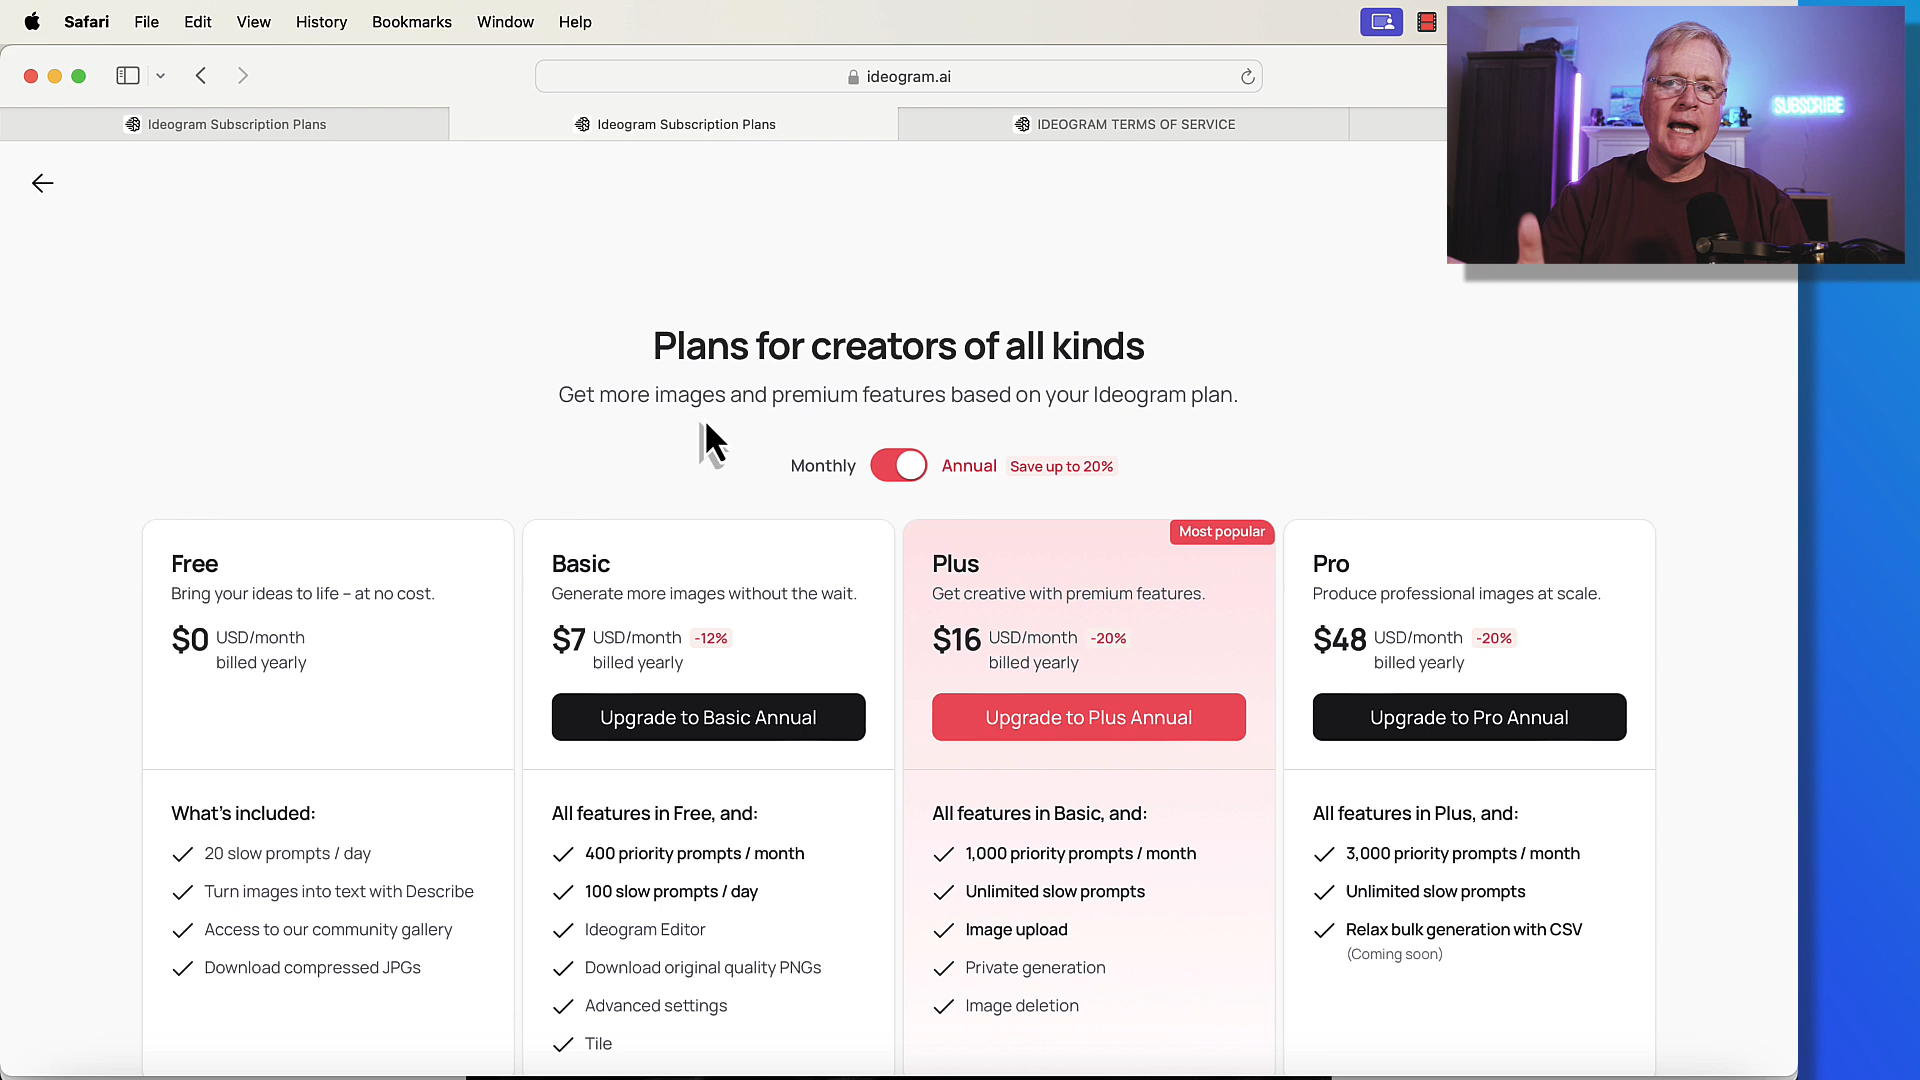 Safari File Edit View History Bookmarks Window Help
ideogram.ai
Ideogram Subscription Plans
Ideogram Subscription Plans
IDEOGRAM TERMS OF SERVICE
SUBSCRIBE
Plans for creators of all kinds
Get more images and premium features based on your Ideogram plan.
Monthly Annual Save up to 20%
Free
Bring your ideas to life – at no cost.
$0 USD/month
billed yearly
What's included:
20 slow prompts / day
Turn images into text with Describe
Access to our community gallery
Download compressed JPGs
Basic
Generate more images without the wait.
$7 USD/month -12%
billed yearly
Upgrade to Basic Annual
All features in Free, and:
400 priority prompts / month
100 slow prompts / day
Ideogram Editor
Download original quality PNGs
Advanced settings
Tile
Most popular
Plus
Get creative with premium features.
$16 USD/month -20%
billed yearly
Upgrade to Plus Annual
All features in Basic, and:
1,000 priority prompts / month
Unlimited slow prompts
Image upload
Private generation
Image deletion
Pro
Produce professional images at scale.
$48 USD/month -20%
billed yearly
Upgrade to Pro Annual
All features in Plus, and:
3,000 priority prompts / month
Unlimited slow prompts
Relax bulk generation with CSV
(Coming soon)